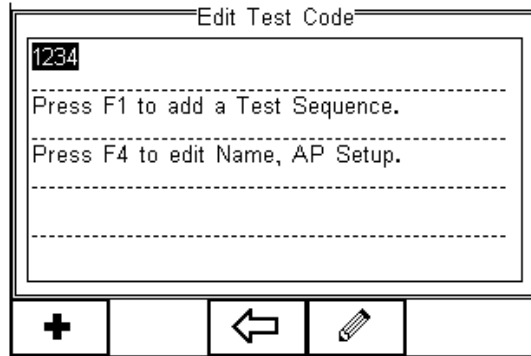 Edit Test Code
1234
Press F1 to add a Test Sequence.
Press F4 to edit Name, AP Setup.